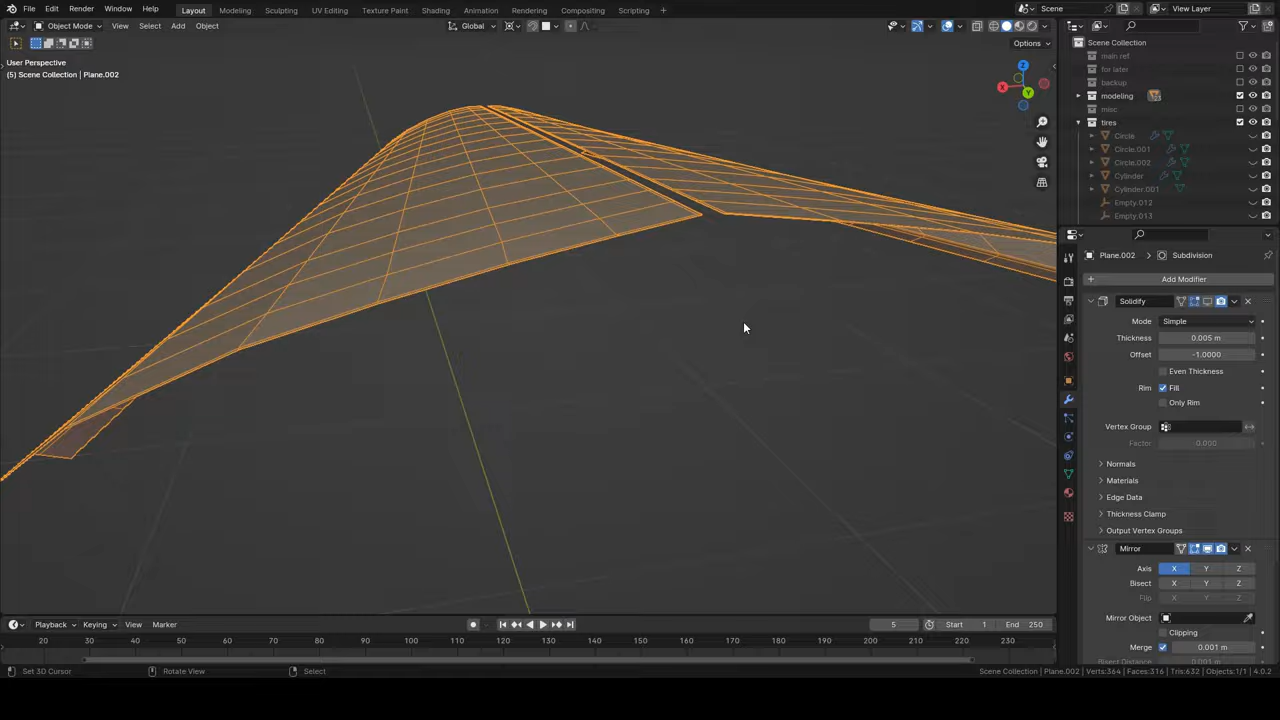 File Edit Render Window Help
Layout Modeling Sculpting UV Editing Texture Paint Shading Animation Rendering Compositing Scripting +
Scene View Layer
Object Mode View Select Add Object Global
Options
User Perspective
(5) Scene Collection | Plane.002
X Y Z
Scene Collection
main ref
for later
backup
modeling
misc
tires
Circle
Circle.001
Circle.002
Cylinder
Cylinder.001
Empty.012
Empty.013
Plane.002 > Subdivision
+ Add Modifier
Solidify
Mode Simple
Thickness 0.005 m
Offset -1.0000
Even Thickness
Rim Fill
Only Rim
Vertex Group
Factor 0.000
Normals
Materials
Edge Data
Thickness Clamp
Output Vertex Groups
Mirror
Axis X Y Z
Bisect X Y Z
Flip X Y Z
Mirror Object
Clipping
Merge 0.001 m
Bisect Distance 0.001 m
Playback Keying View Marker
5 Start 1 End 250
20 30 40 50 60 70 80 90 100 110 120 130 140 150 160 170 180 190 200 210 220 230
Set 3D Cursor Rotate View Select
Scene Collection | Plane.002 | Verts:364 | Faces:316 | Tris:632 | Objects:1/1 | 4.0.2